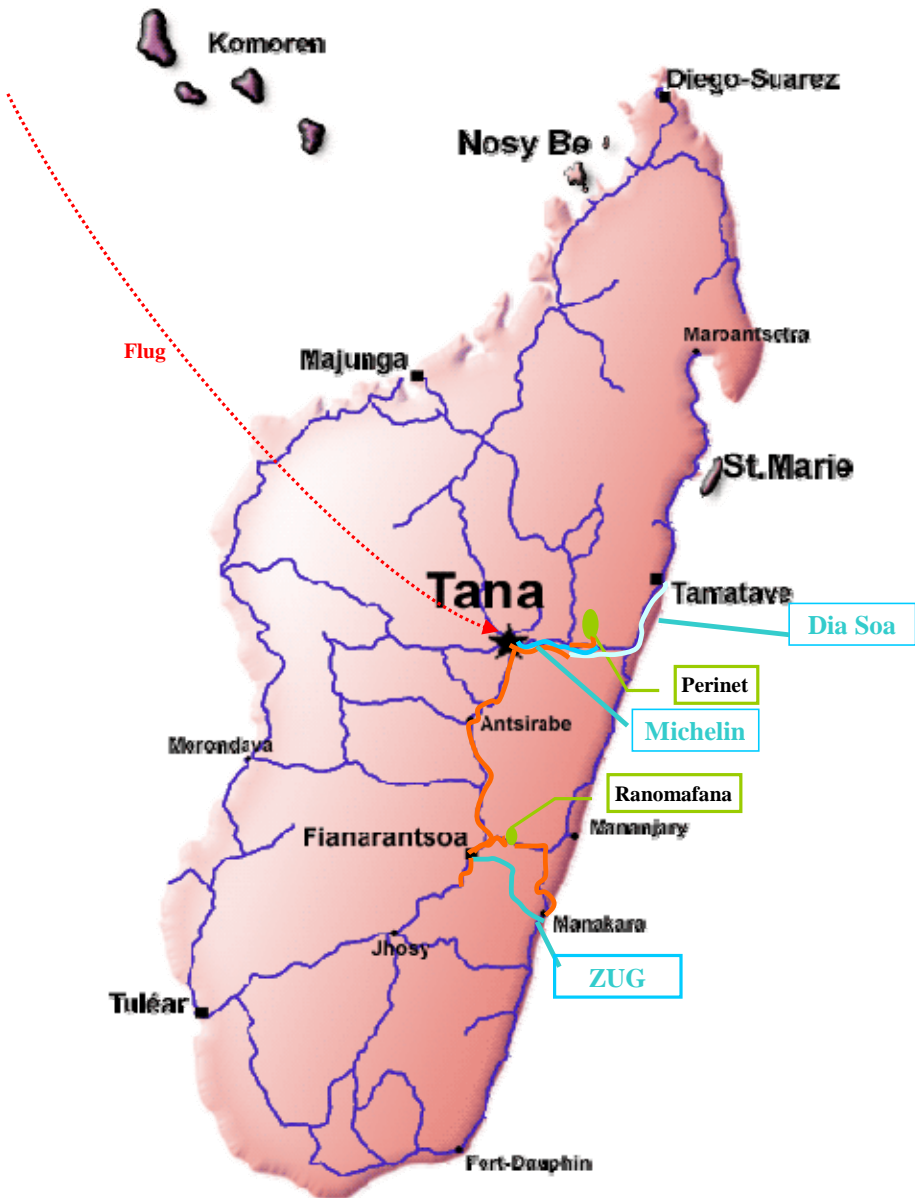 Komoren
Diego-Suarez
Nosy Be
Maroantsetra
Flug
Majunga
St.Marie
Tana
Tamatave
Dia Soa
Perinet
Antsirabe
Michelin
Morondava
Ranomafana
Fianarantsoa
Mananjary
Manakara
Jhosy
ZUG
Tuléar
Fort-Dauphin